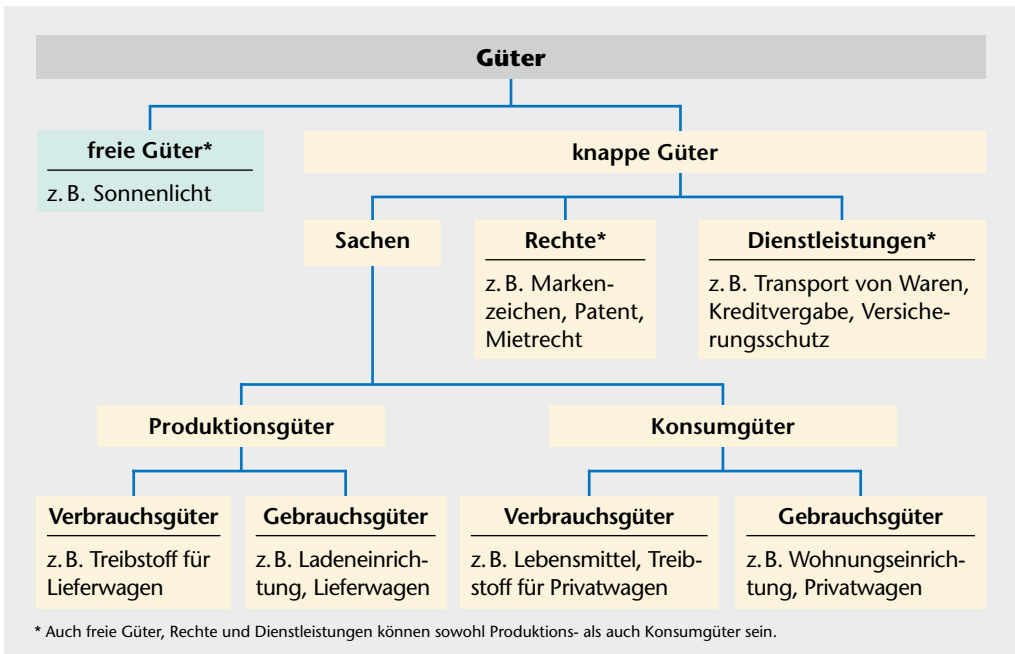 Güter
freie Güter*
z. B. Sonnenlicht
knappe Güter
Sachen
Rechte*
z. B. Marken-
zeichen, Patent,
Mietrecht
Dienstleistungen*
z. B. Transport von Waren,
Kreditvergabe, Versiche-
rungsschutz
Produktionsgüter
Konsumgüter
Verbrauchsgüter
z. B. Treibstoff für
Lieferwagen
Gebrauchsgüter
z. B. Ladeneinrich-
tung, Lieferwagen
Verbrauchsgüter
z. B. Lebensmittel, Treib-
stoff für Privatwagen
Gebrauchsgüter
z. B. Wohnungseinrich-
tung, Privatwagen
* Auch freie Güter, Rechte und Dienstleistungen können sowohl Produktions- als auch Konsumgüter sein.